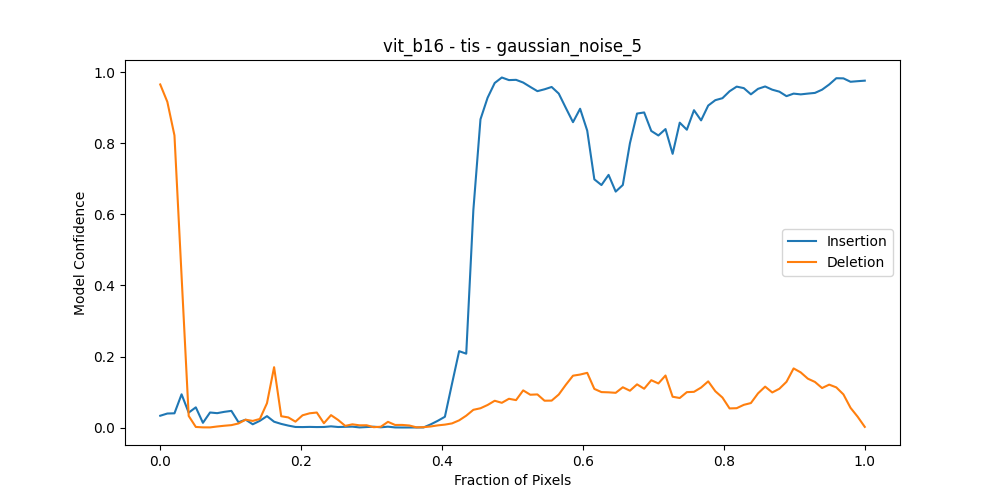 vit_b16 - tis - gaussian_noise_5
1.0
0.8
0.6
0.4
0.2
0.0
Model Confidence
Insertion
Deletion
0.0 0.2 0.4 0.6 0.8 1.0
Fraction of Pixels